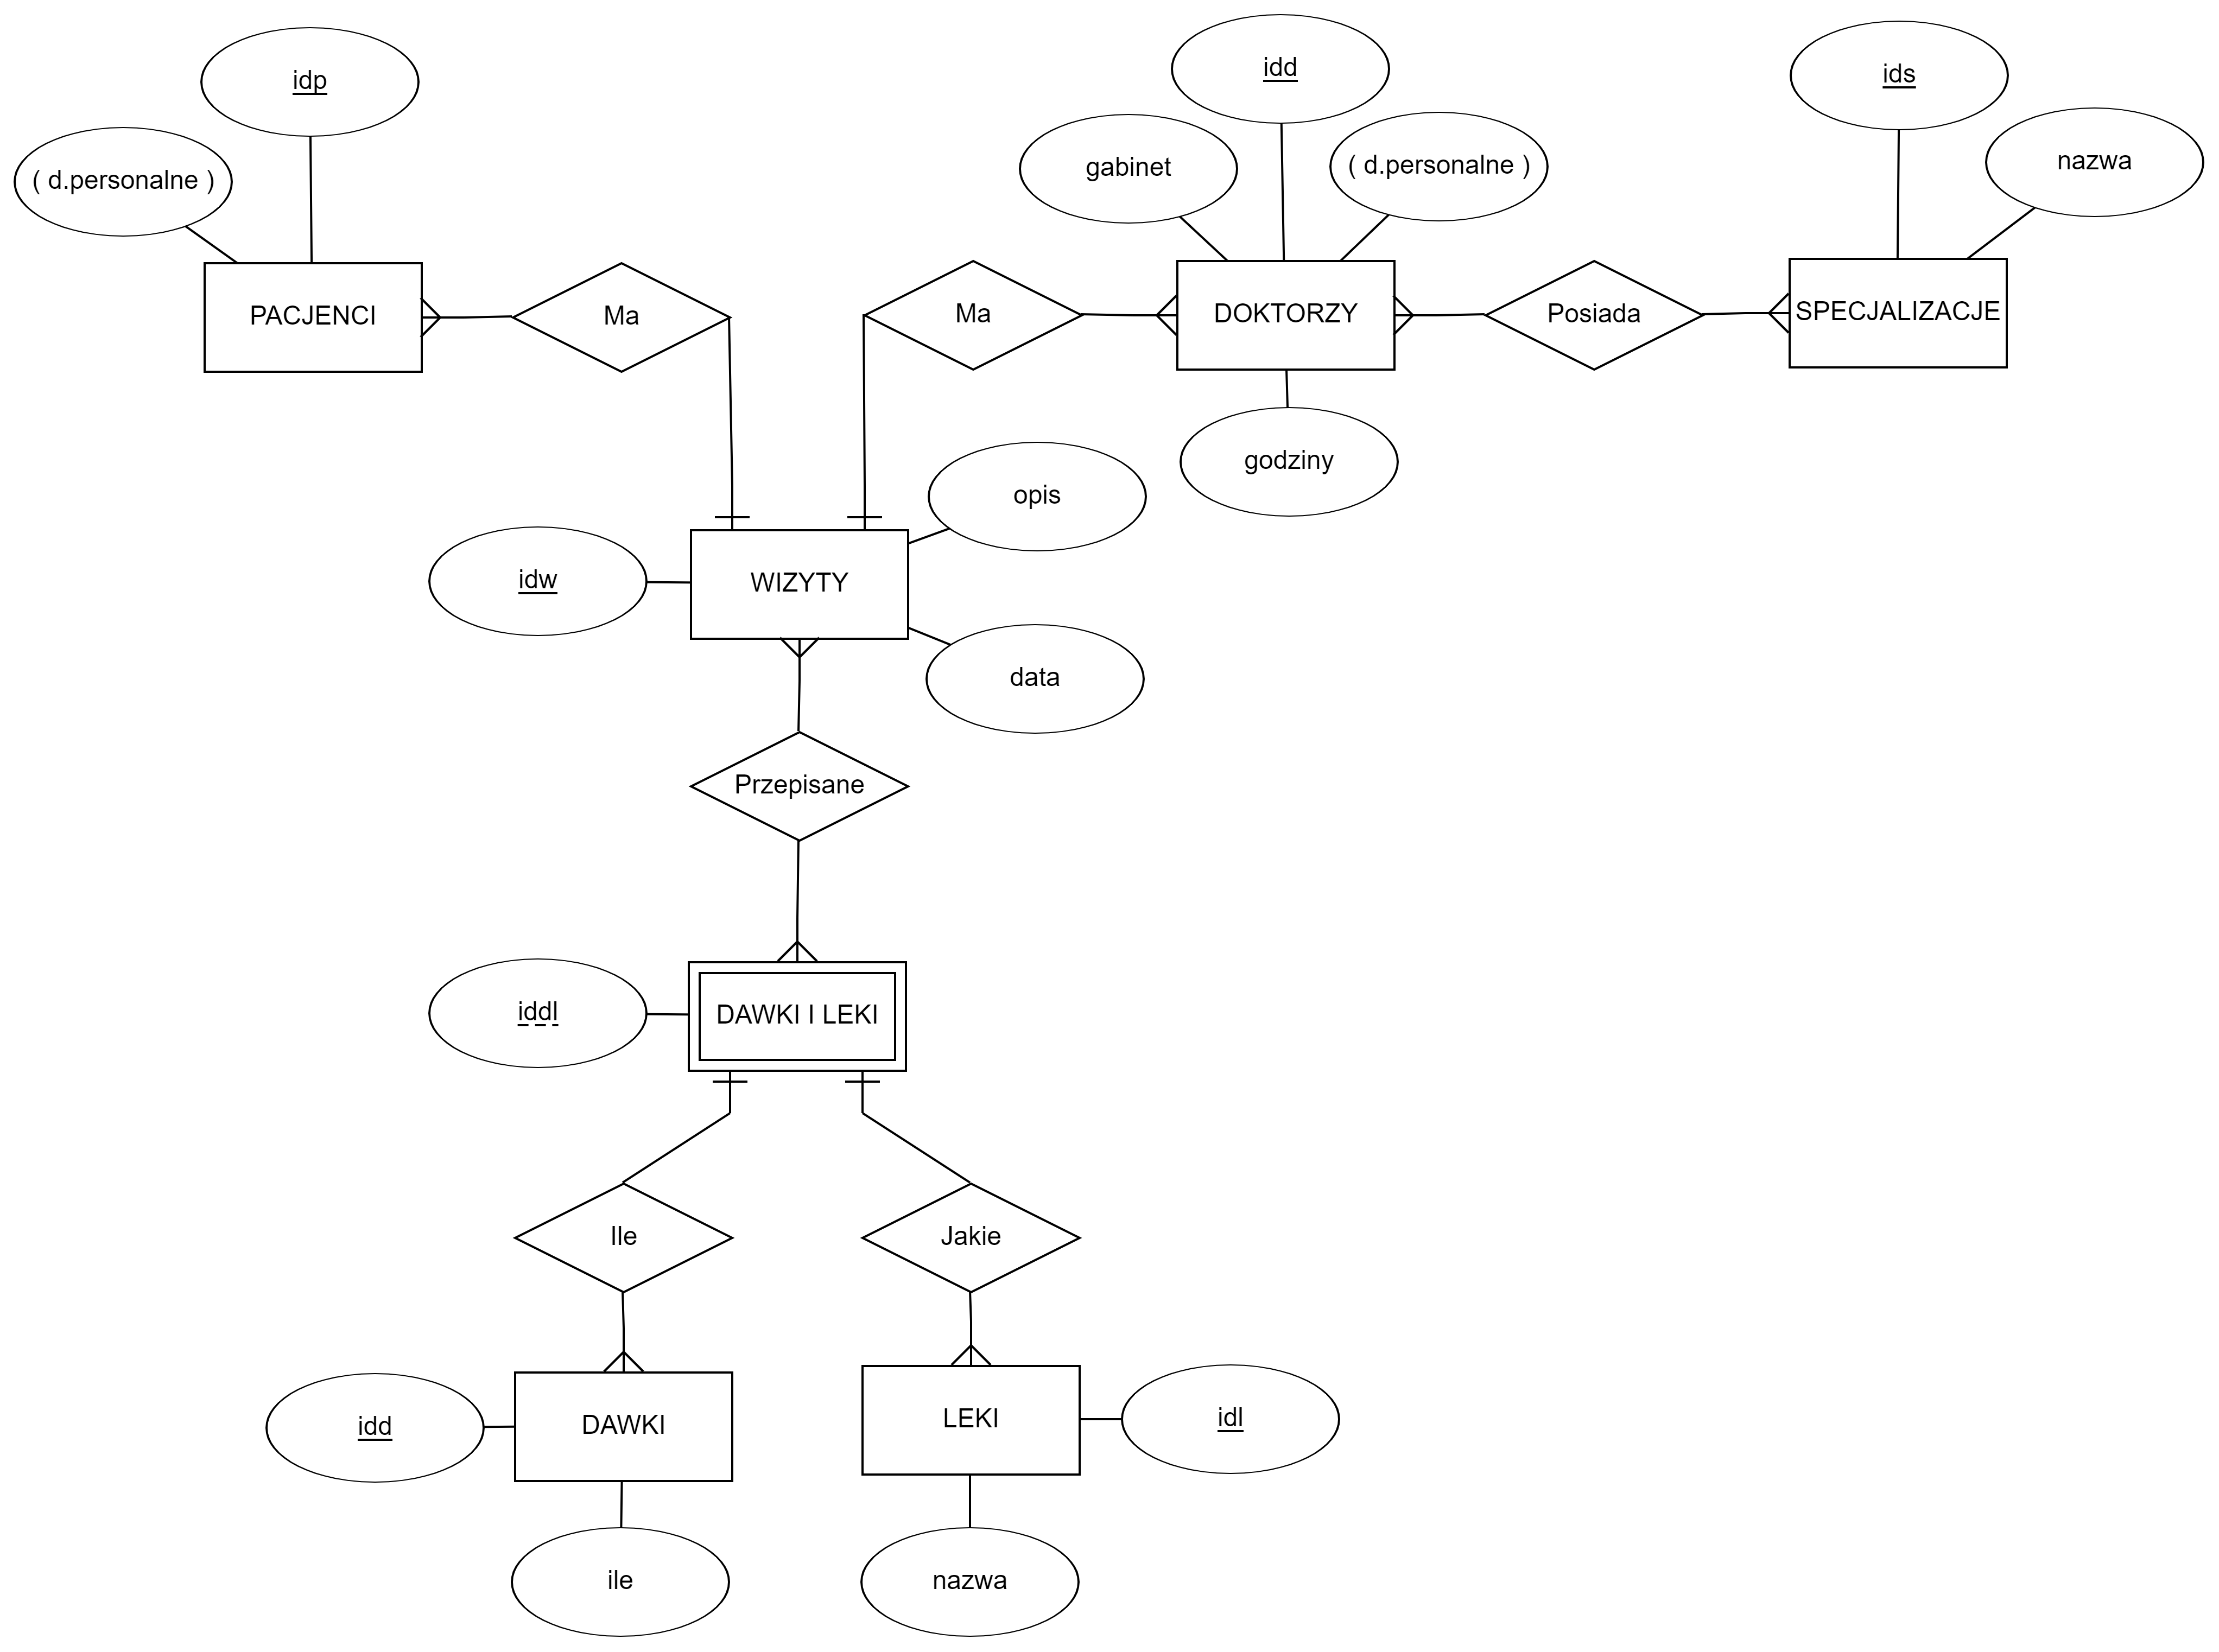 idp
( d.personalne )
PACJENCI
Ma
Ma
idd
gabinet
( d.personalne )
DOKTORZY
godziny
Posiada
ids
nazwa
SPECJALIZACJE
opis
idw
WIZYTY
data
Przepisane
iddl
DAWKI I LEKI
Ile
Jakie
idd
DAWKI
LEKI
idl
ile
nazwa